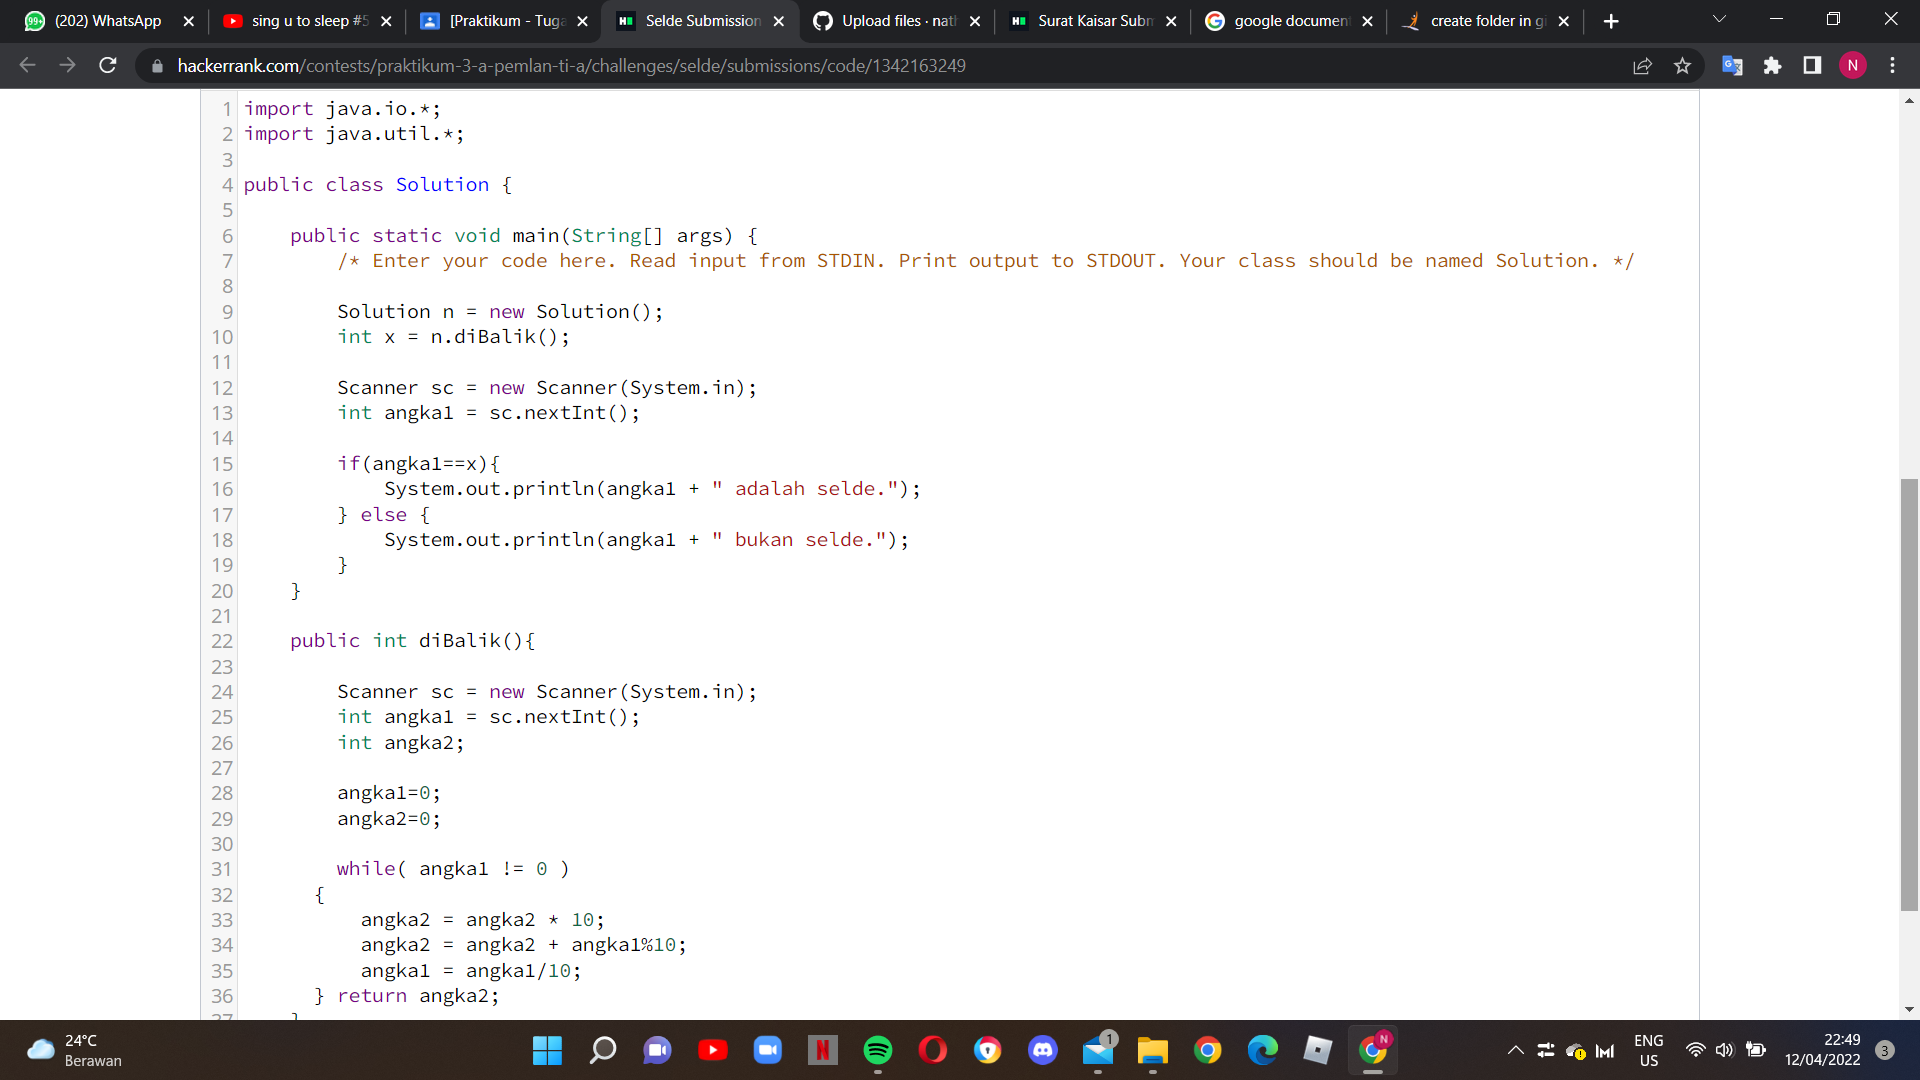 99+ (202) WhatsApp
sing u to sleep #5
[Praktikum - Tuga
Selde Submission
Upload files · nath
Surat Kaisar Subm
google document
create folder in gi
hackerrank.com/contests/praktikum-3-a-pemlan-ti-a/challenges/selde/submissions/code/1342163249
N
1 import java.io.*;
2 import java.util.*;
3
4 public class Solution {
5
6 public static void main(String[] args) {
7 /* Enter your code here. Read input from STDIN. Print output to STDOUT. Your class should be named Solution. */
8
9 Solution n = new Solution();
10 int x = n.diBalik();
11
12 Scanner sc = new Scanner(System.in);
13 int angka1 = sc.nextInt();
14
15 if(angka1==x){
16 System.out.println(angka1 + " adalah selde.");
17 } else {
18 System.out.println(angka1 + " bukan selde.");
19 }
20 }
21
22 public int diBalik(){
23
24 Scanner sc = new Scanner(System.in);
25 int angka1 = sc.nextInt();
26 int angka2;
27
28 angka1=0;
29 angka2=0;
30
31 while( angka1 != 0 )
32 {
33 angka2 = angka2 * 10;
34 angka2 = angka2 + angka1%10;
35 angka1 = angka1/10;
36 } return angka2;
37 }
24°C
Berawan
N
1
N
ENG
US
22:49
12/04/2022
3